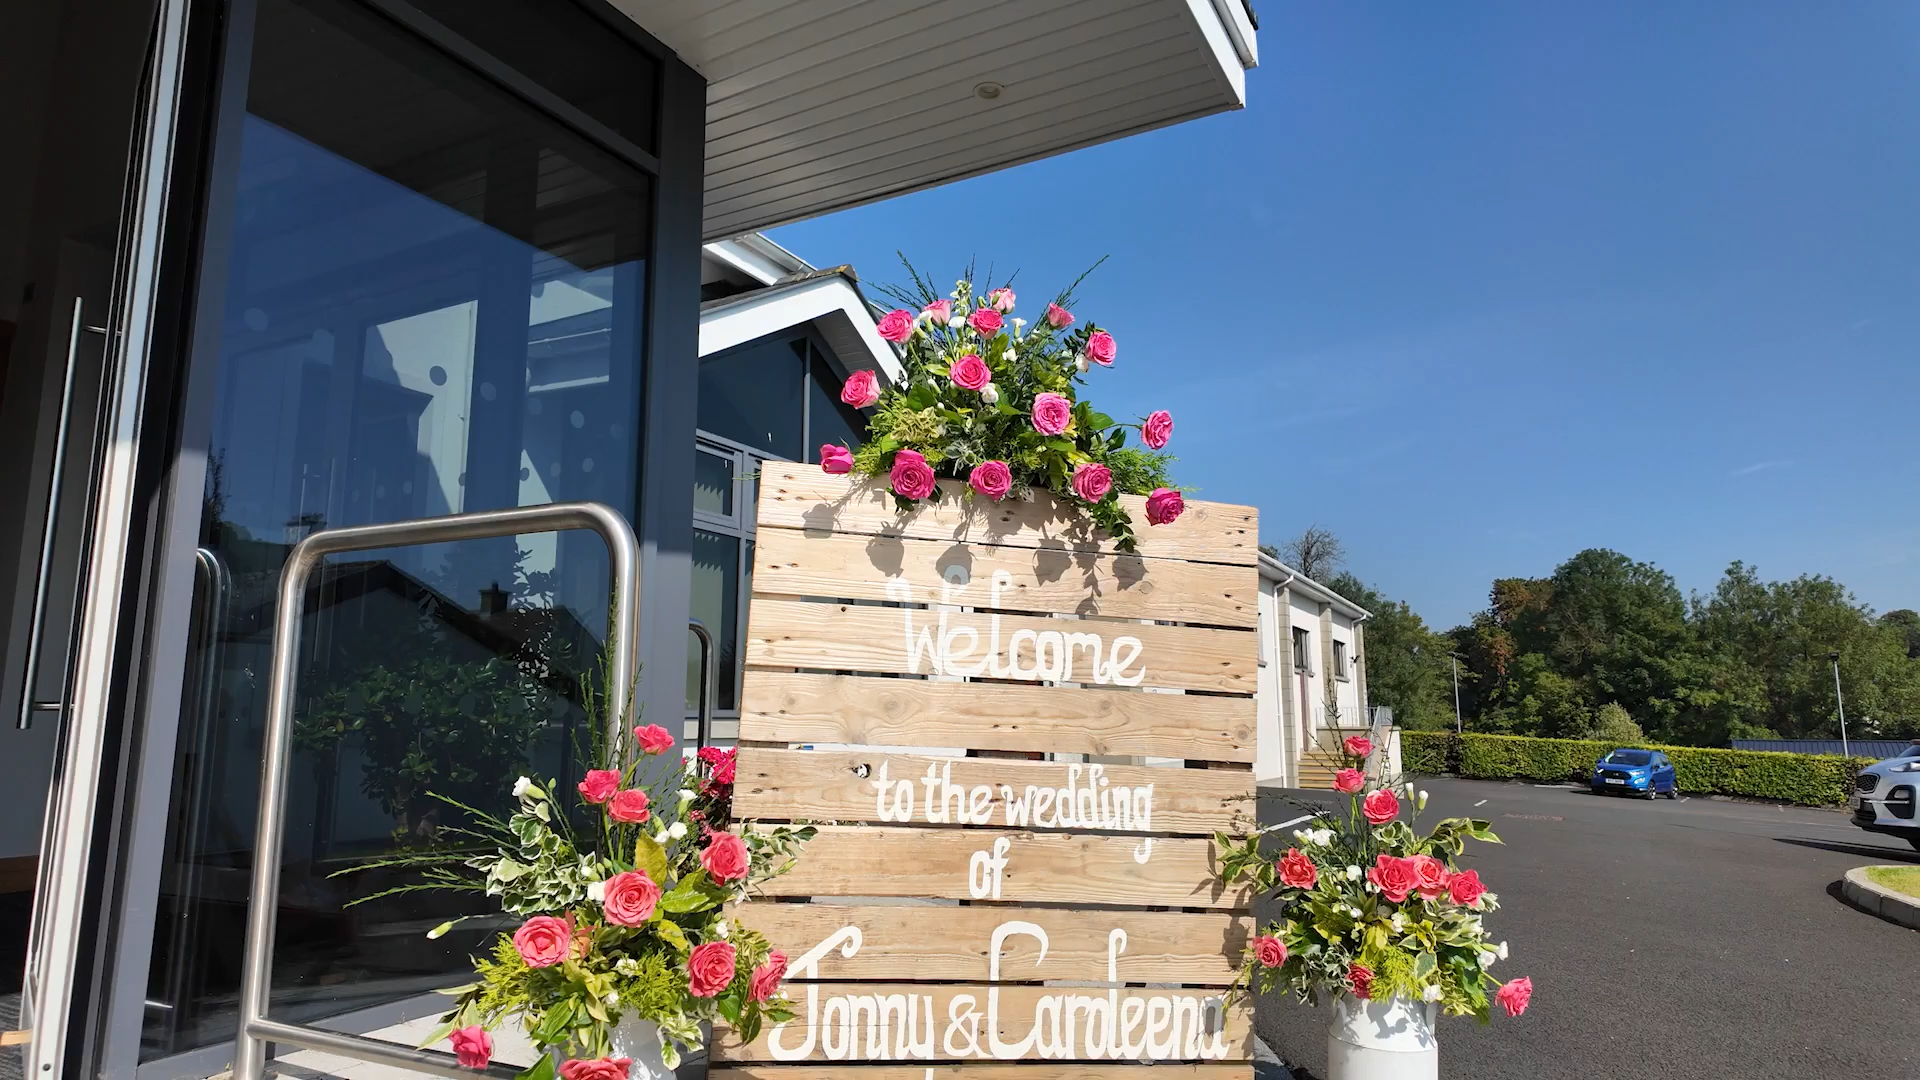 Welcome
to the wedding
of
Jonny & Caroleena